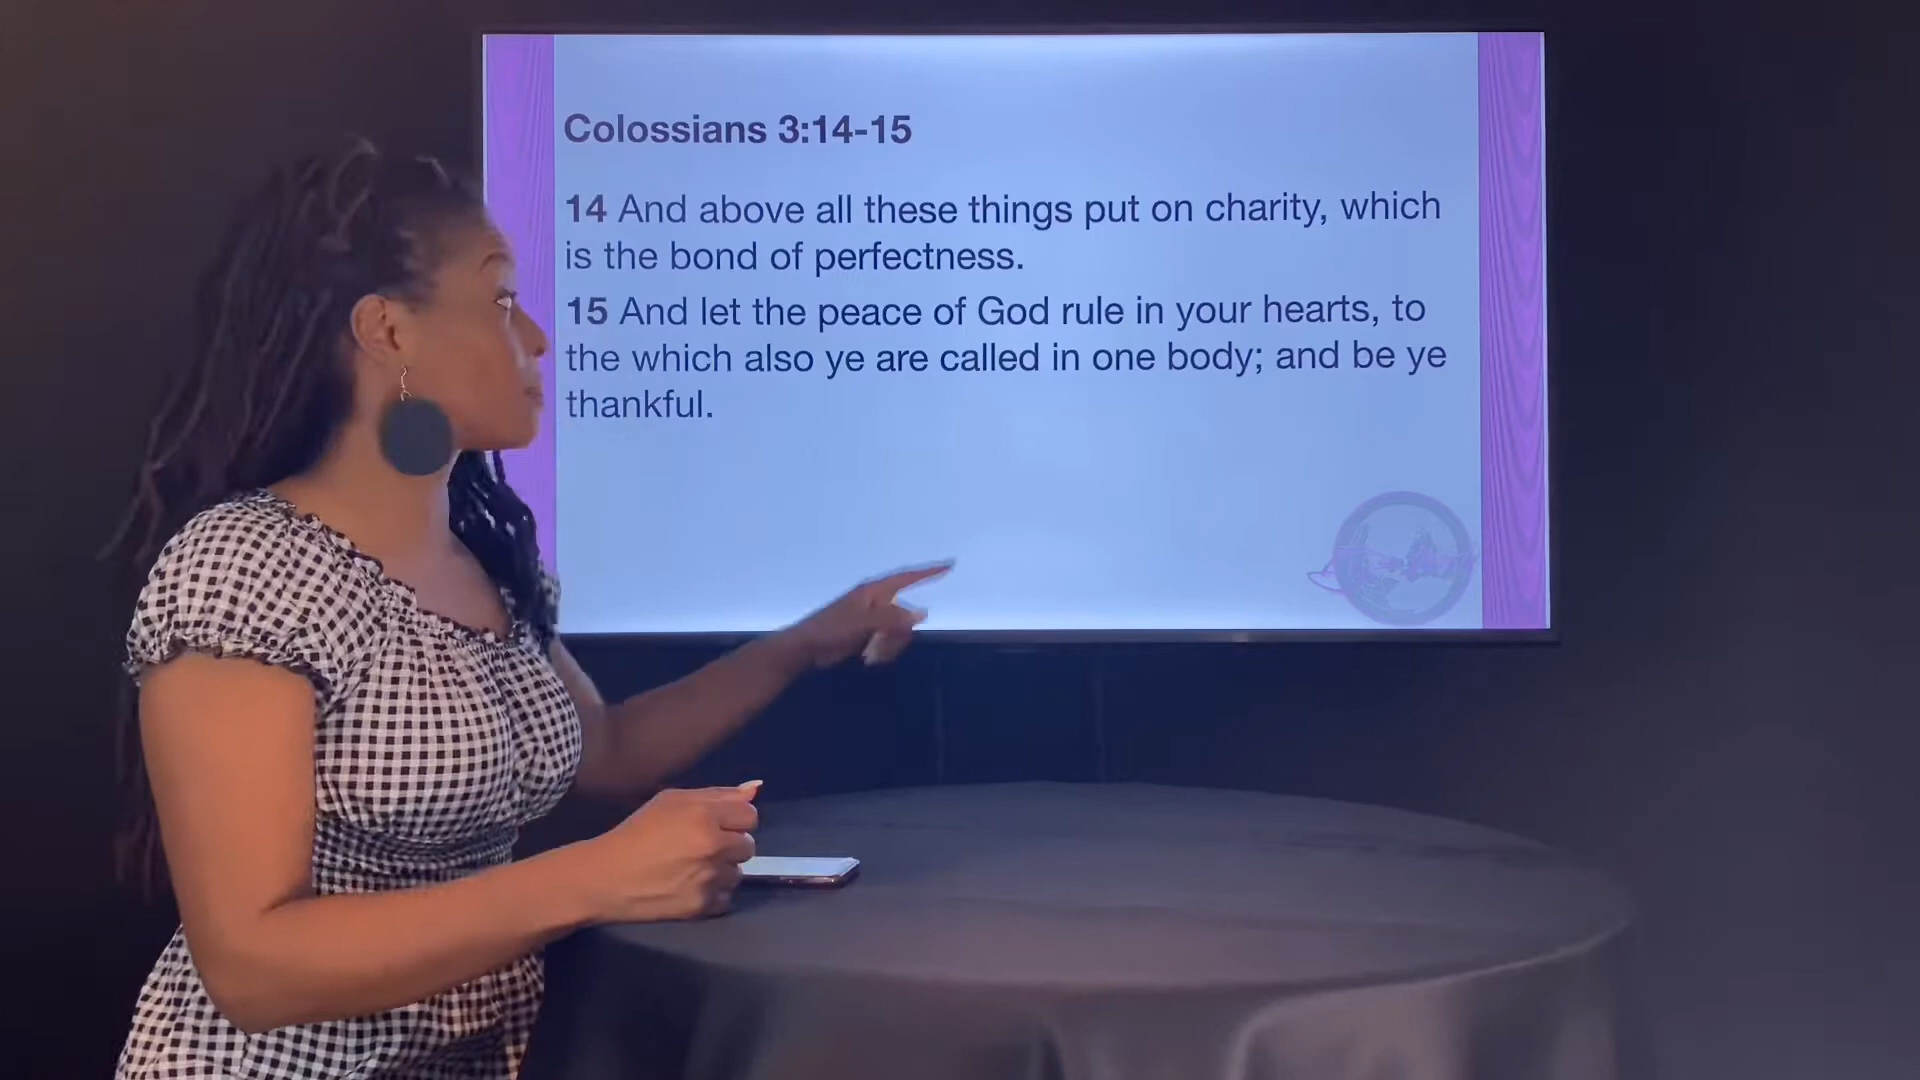 Colossians 3:14-15
14 And above all these things put on charity, which
is the bond of perfectness.
15 And let the peace of God rule in your hearts, to
the which also ye are called in one body; and be ye
thankful.